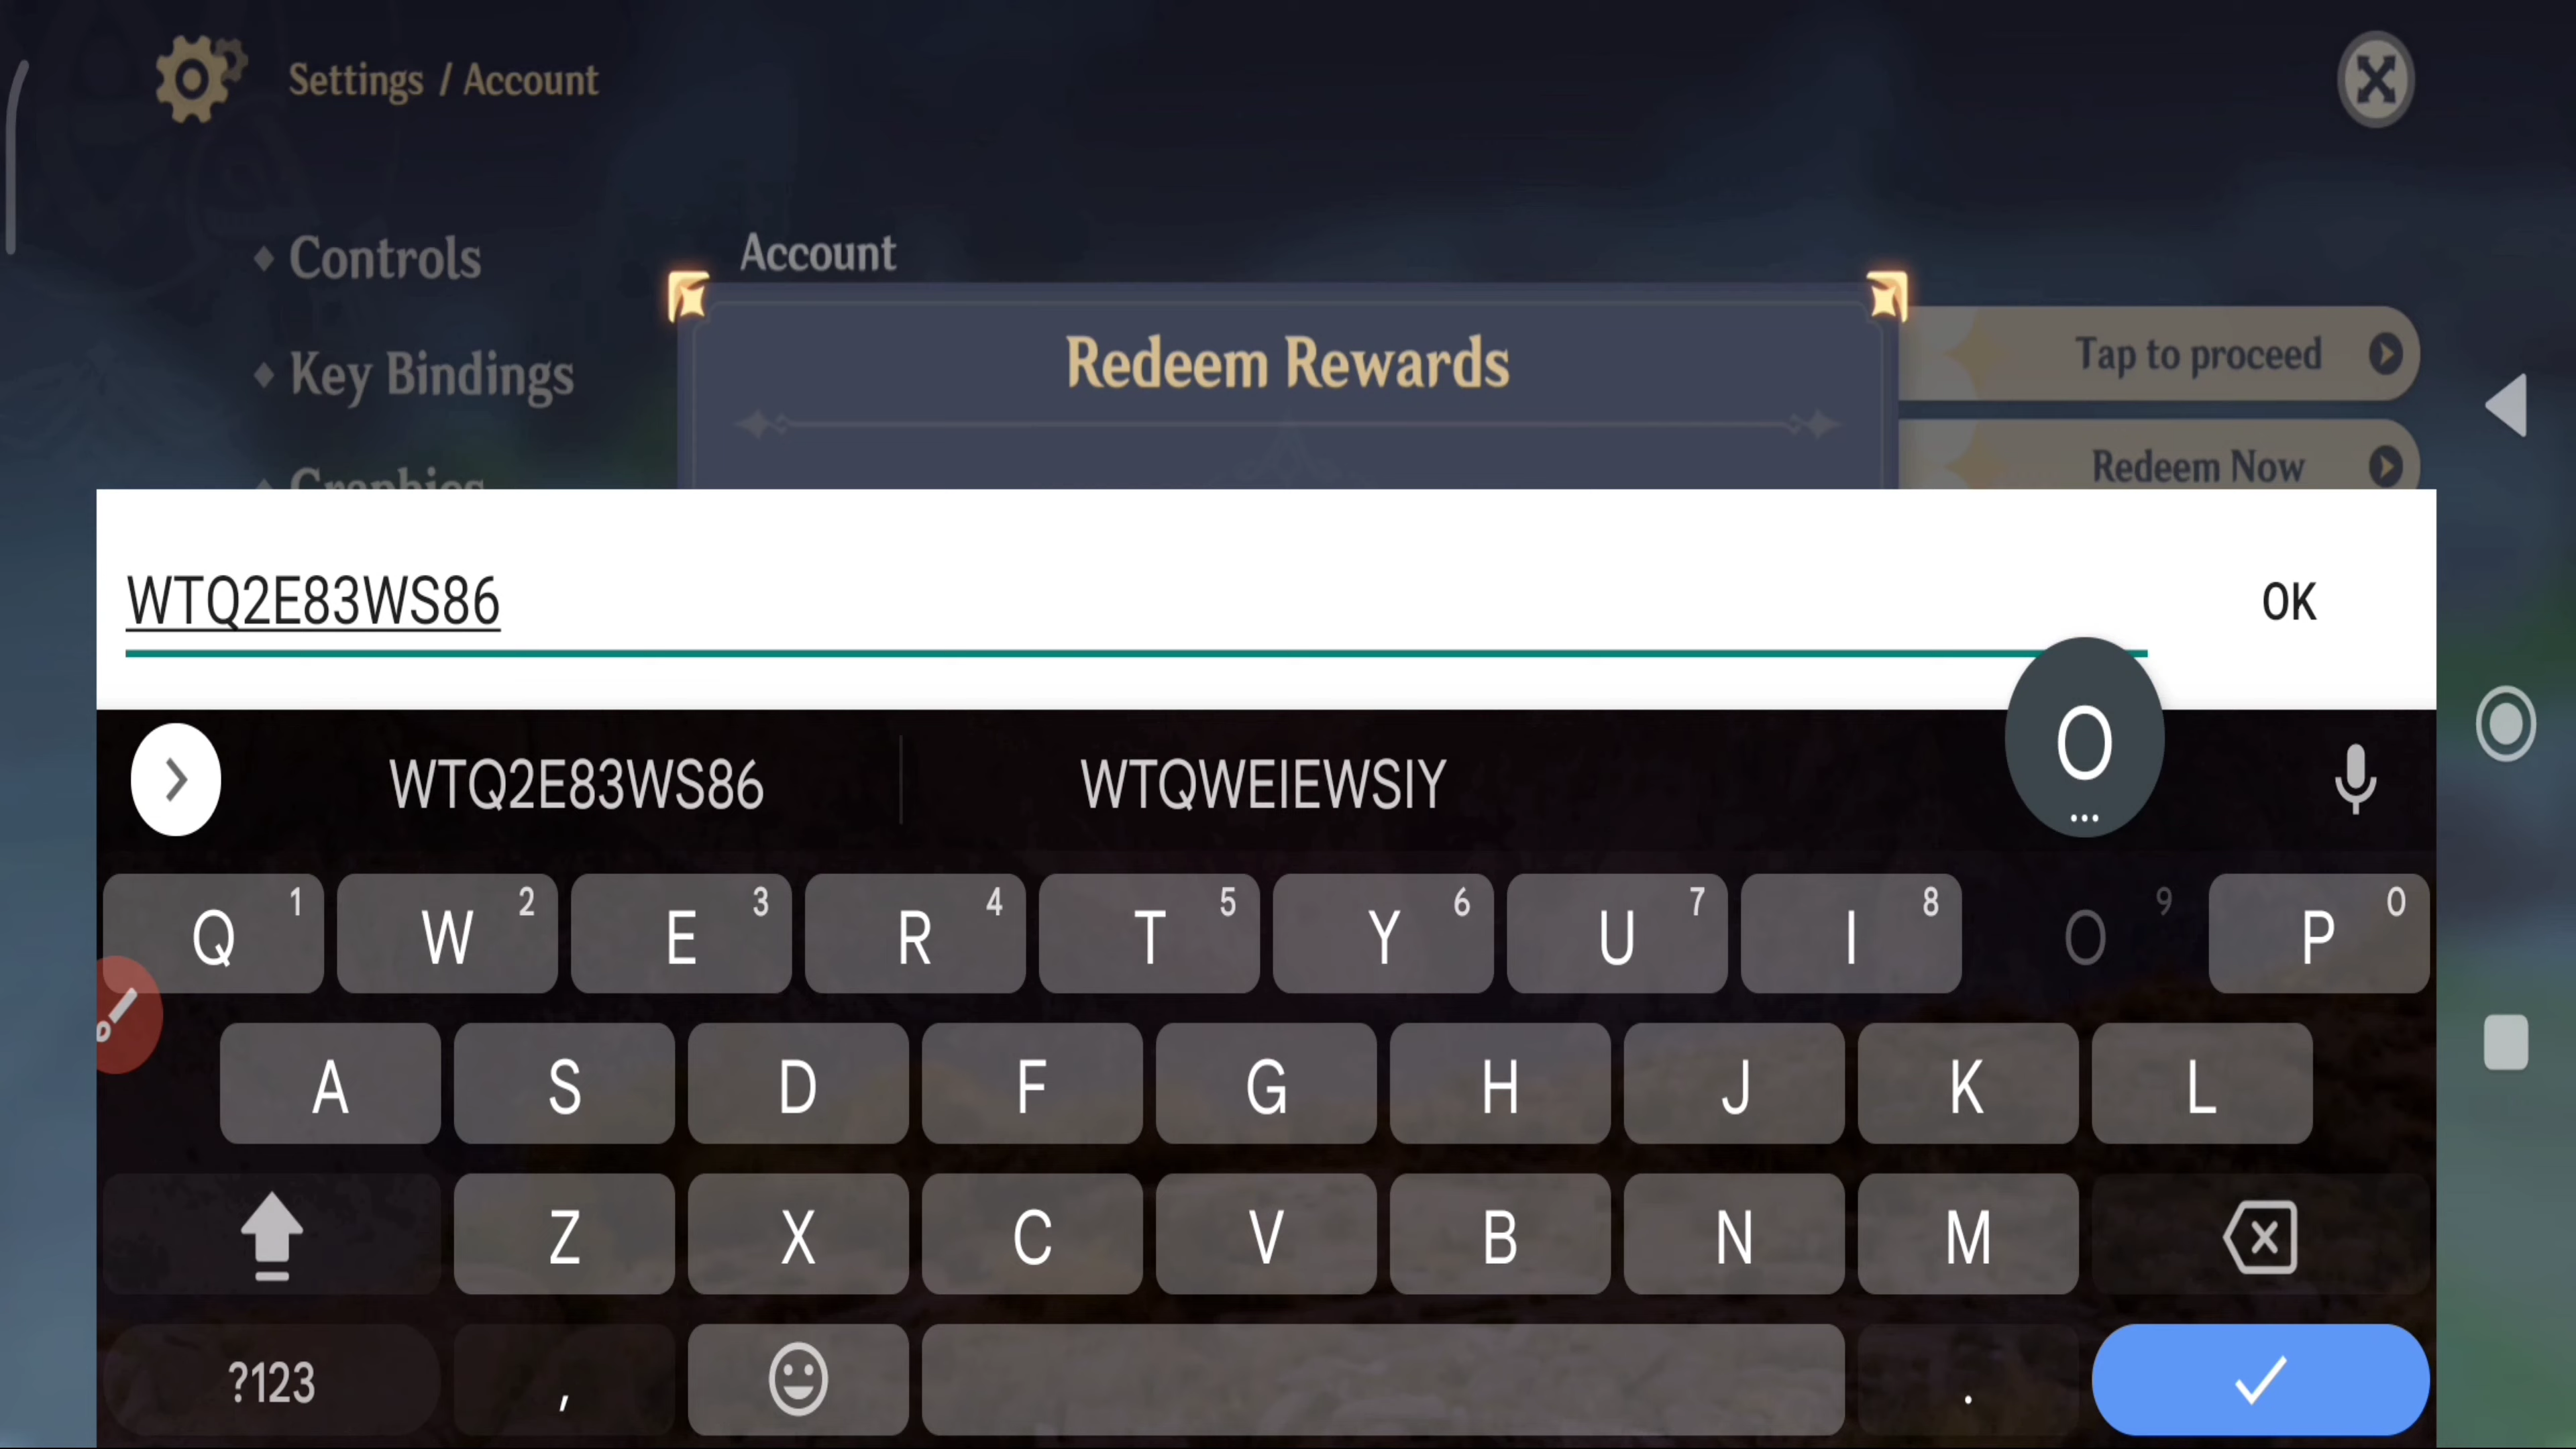 Settings / Account
Controls
Key Bindings
Graphics
Account
Redeem Rewards
Tap to proceed
Redeem Now
WTQ2E83WS86
OK
WTQ2E83WS86
WTQWEIEWSIY
O
...
Q 1 W 2 E 3 R 4 T 5 Y 6 U 7 I 8 O 9 P 0
A S D F G H J K L
Z X C V B N M
?123 , .